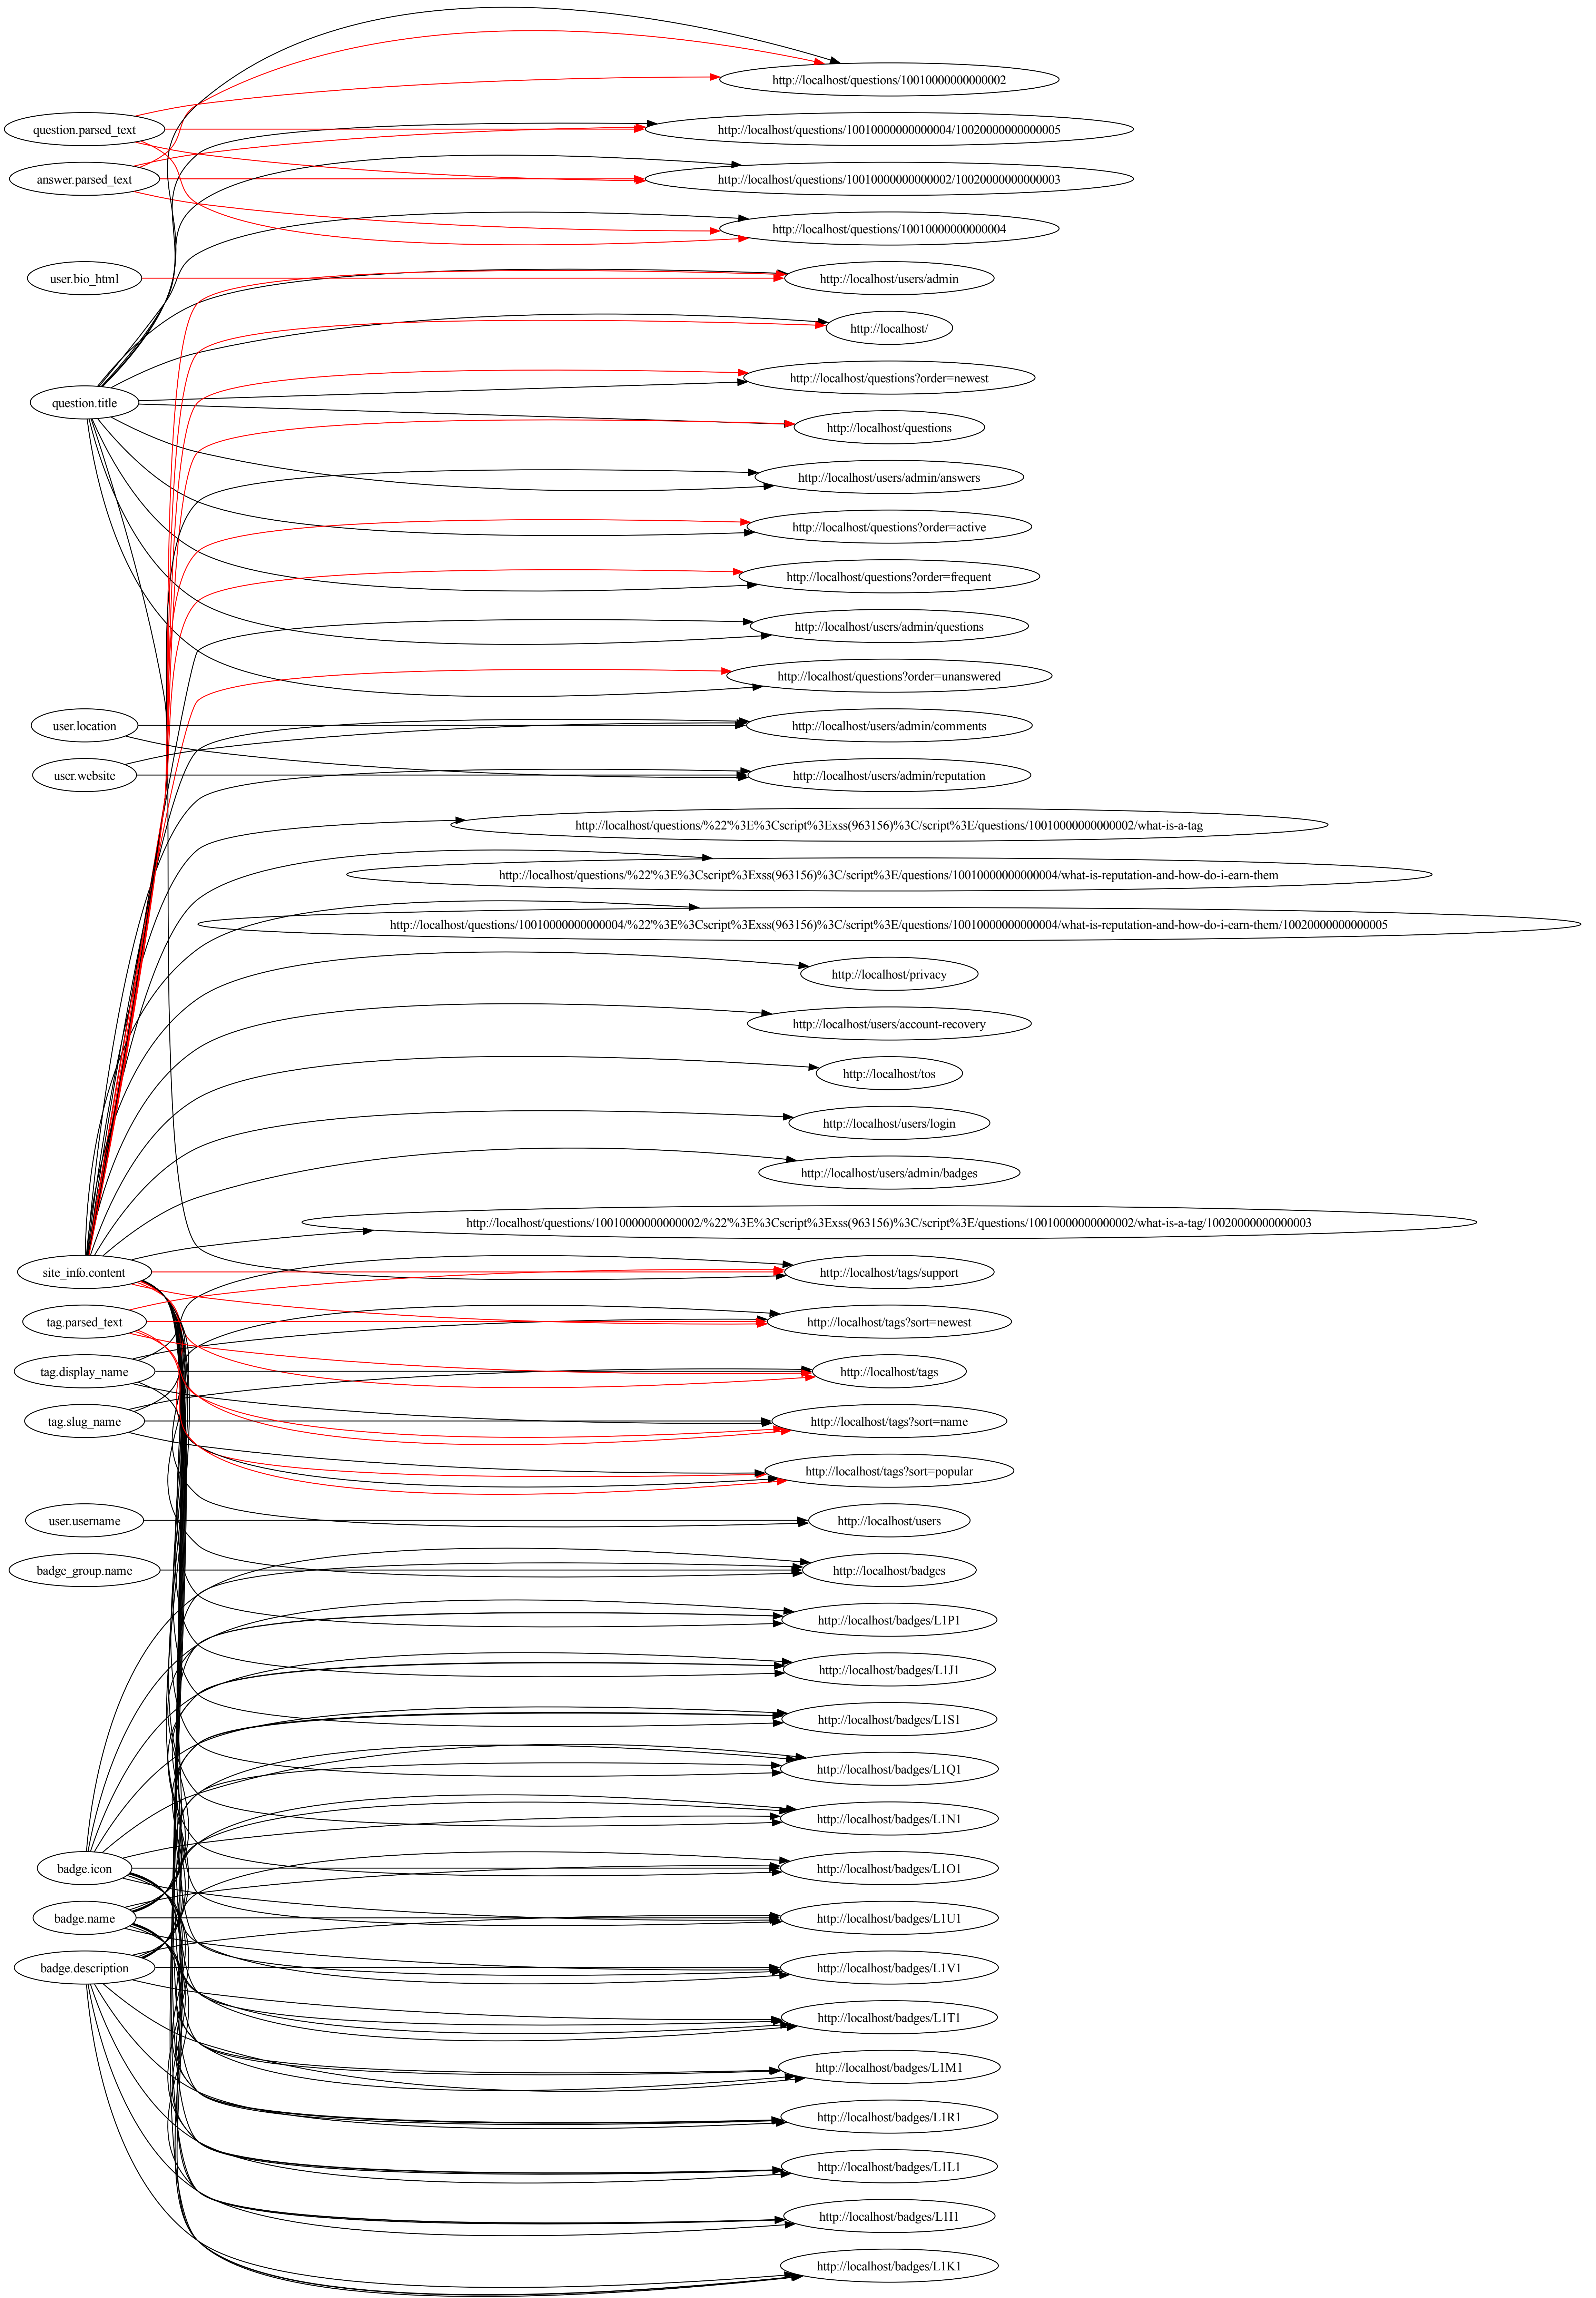 http://localhost/questions/10010000000000002
question.parsed_text
http://localhost/questions/10010000000000004/10020000000000005
answer.parsed_text
http://localhost/questions/10010000000000002/10020000000000003
http://localhost/questions/10010000000000004
user.bio_html
http://localhost/users/admin
http://localhost/
http://localhost/questions?order=newest
question.title
http://localhost/questions
http://localhost/users/admin/answers
http://localhost/questions?order=active
http://localhost/questions?order=frequent
http://localhost/users/admin/questions
http://localhost/questions?order=unanswered
user.location
http://localhost/users/admin/comments
user.website
http://localhost/users/admin/reputation
http://localhost/questions/%22'%3E%3Cscript%3Exss(963156)%3C/script%3E/questions/10010000000000002/what-is-a-tag
http://localhost/questions/%22'%3E%3Cscript%3Exss(963156)%3C/script%3E/questions/10010000000000004/what-is-reputation-and-how-do-i-earn-them
http://localhost/questions/10010000000000004/%22'%3E%3Cscript%3Exss(963156)%3C/script%3E/questions/10010000000000004/what-is-reputation-and-how-do-i-earn-them/10020000000000005
http://localhost/privacy
http://localhost/users/account-recovery
http://localhost/tos
http://localhost/users/login
http://localhost/users/admin/badges
http://localhost/questions/10010000000000002/%22'%3E%3Cscript%3Exss(963156)%3C/script%3E/questions/10010000000000002/what-is-a-tag/10020000000000003
site_info.content
http://localhost/tags/support
tag.parsed_text
http://localhost/tags?sort=newest
tag.display_name
http://localhost/tags
tag.slug_name
http://localhost/tags?sort=name
http://localhost/tags?sort=popular
user.username
http://localhost/users
badge_group.name
http://localhost/badges
http://localhost/badges/L1P1
http://localhost/badges/L1J1
http://localhost/badges/L1S1
http://localhost/badges/L1Q1
http://localhost/badges/L1N1
badge.icon
http://localhost/badges/L1O1
badge.name
http://localhost/badges/L1U1
badge.description
http://localhost/badges/L1V1
http://localhost/badges/L1T1
http://localhost/badges/L1M1
http://localhost/badges/L1R1
http://localhost/badges/L1L1
http://localhost/badges/L1I1
http://localhost/badges/L1K1